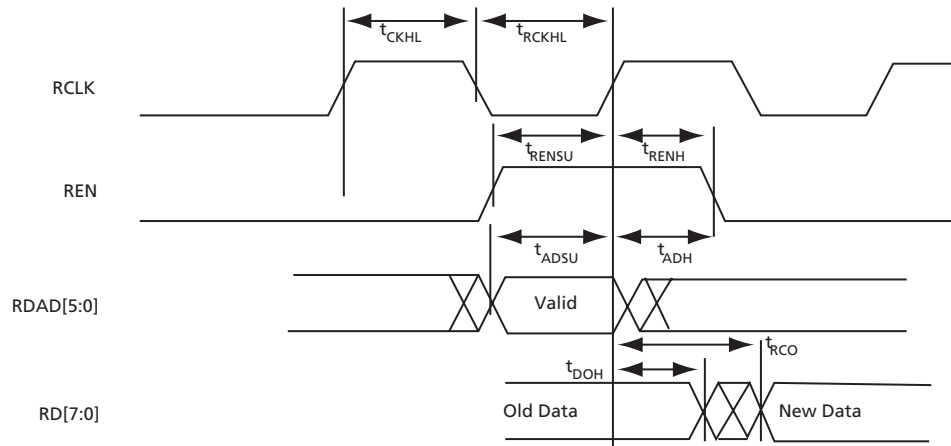 tCKHL tRCKHL
RCLK
tRENSU tRENH
REN
tADSU tADH
RDAD[5:0] Valid
tRCO
tDOH
RD[7:0] Old Data New Data